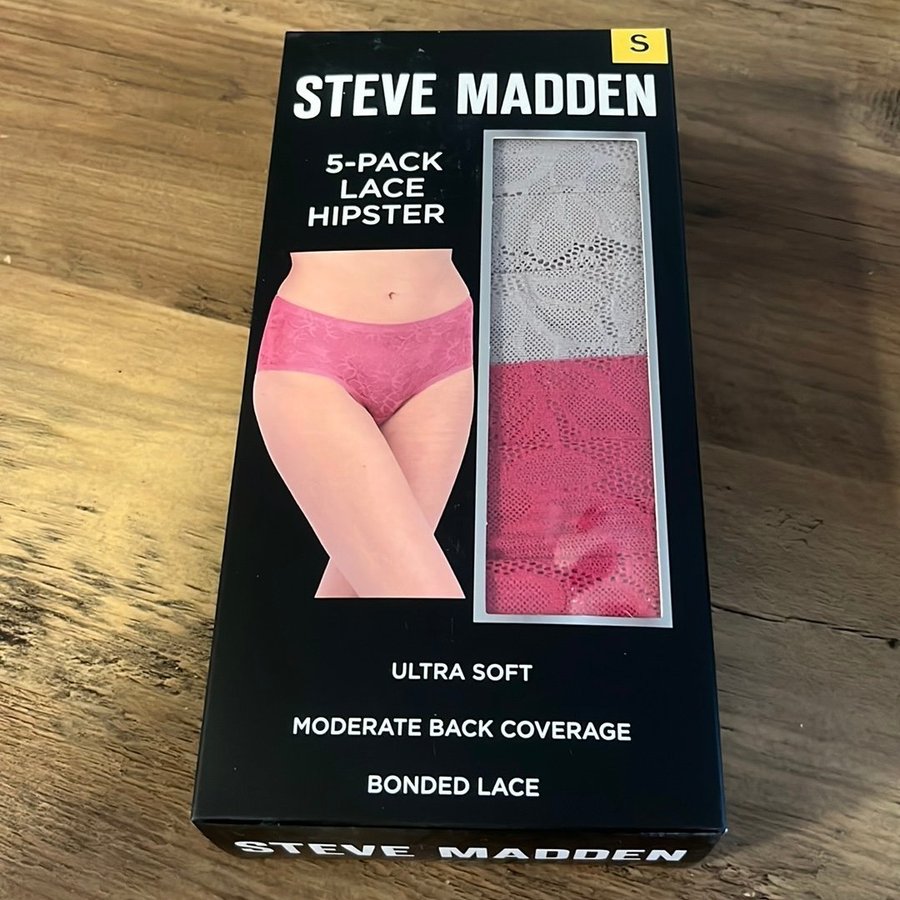 S
STEVE MADDEN
5-PACK
LACE
HIPSTER
ULTRA SOFT
MODERATE BACK COVERAGE
BONDED LACE
STEVE MADDEN